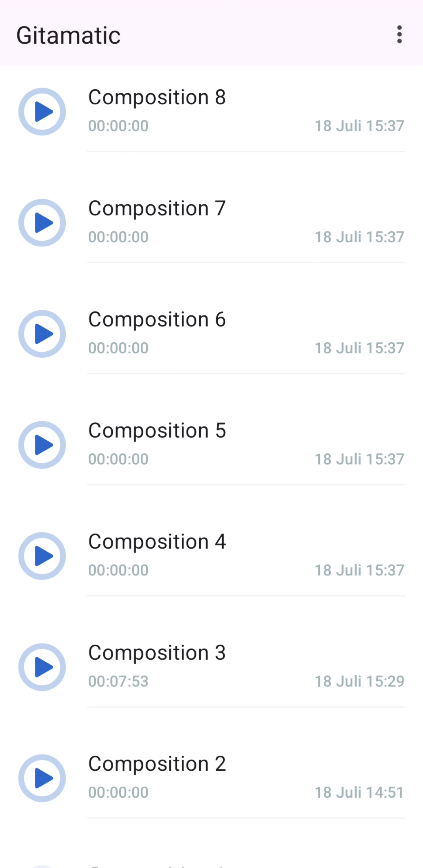 Gitamatic
Composition 8
00:00:00 18 Juli 15:37
Composition 7
00:00:00 18 Juli 15:37
Composition 6
00:00:00 18 Juli 15:37
Composition 5
00:00:00 18 Juli 15:37
Composition 4
00:00:00 18 Juli 15:37
Composition 3
00:07:53 18 Juli 15:29
Composition 2
00:00:00 18 Juli 14:51